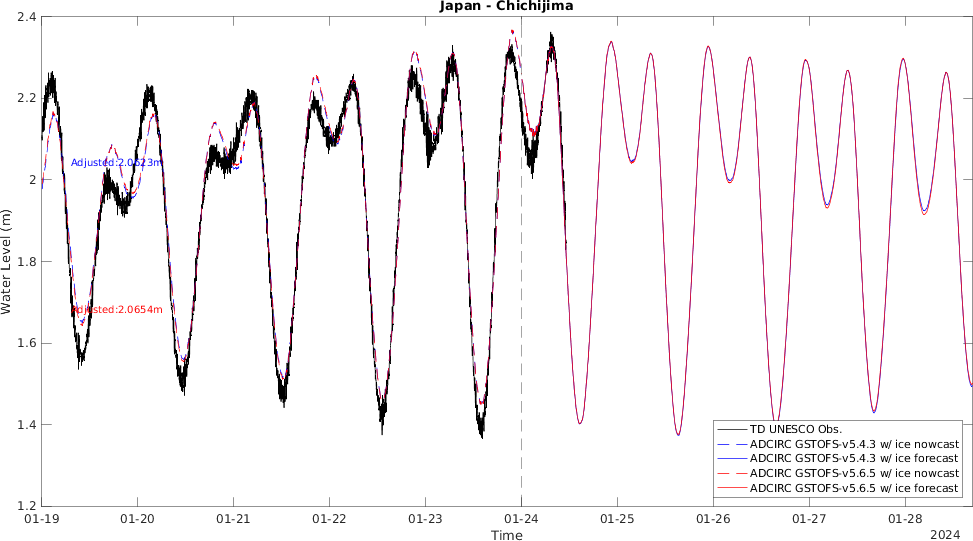 Japan - Chichijima
Water Level (m)
2.4
2.2
2
1.8
1.6
1.4
1.2
Adjusted:2.0623m
Adjusted:2.0654m
TD UNESCO Obs.
ADCIRC GSTOFS-v5.4.3 w/ ice nowcast
ADCIRC GSTOFS-v5.4.3 w/ ice forecast
ADCIRC GSTOFS-v5.6.5 w/ ice nowcast
ADCIRC GSTOFS-v5.6.5 w/ ice forecast
01-19 01-20 01-21 01-22 01-23 01-24 01-25 01-26 01-27 01-28
Time
2024